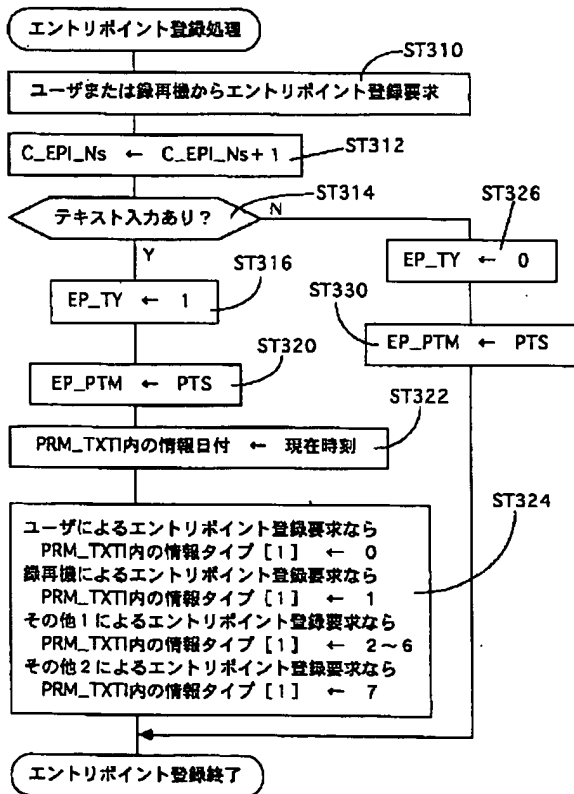 エントリポイント登録処理
ST310
ユーザまたは録再機からエントリポイント登録要求
C_EPI_Ns ← C_EPI_Ns+1
ST312
ST314
テキスト入力あり?
N
Y
ST326
EP_TY ← 0
ST316
EP_TY ← 1
ST330
EP_PTM ← PTS
ST320
EP_PTM ← PTS
ST322
PRM_TXTI内の情報日付 ← 現在時刻
ST324
ユーザによるエントリポイント登録要求なら
PRM_TXTI内の情報タイプ[1] ← 0
録再機によるエントリポイント登録要求なら
PRM_TXTI内の情報タイプ[1] ← 1
その他1によるエントリポイント登録要求なら
PRM_TXTI内の情報タイプ[1] ← 2~6
その他2によるエントリポイント登録要求なら
PRM_TXTI内の情報タイプ[1] ← 7
エントリポイント登録終了